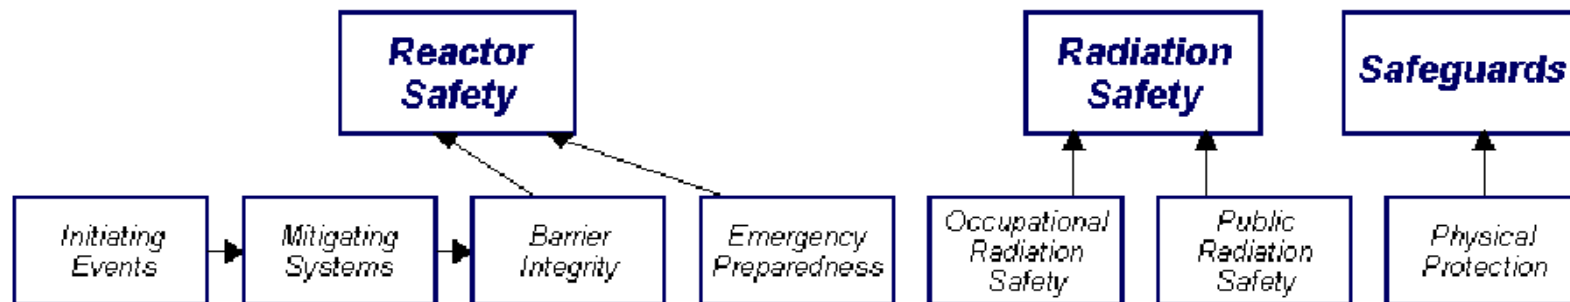 Reactor
Safety
Radiation
Safety
Safeguards
Initiating
Events
Mitigating
Systems
Barrier
Integrity
Emergency
Preparedness
Occupational
Radiation
Safety
Public
Radiation
Safety
Physical
Protection